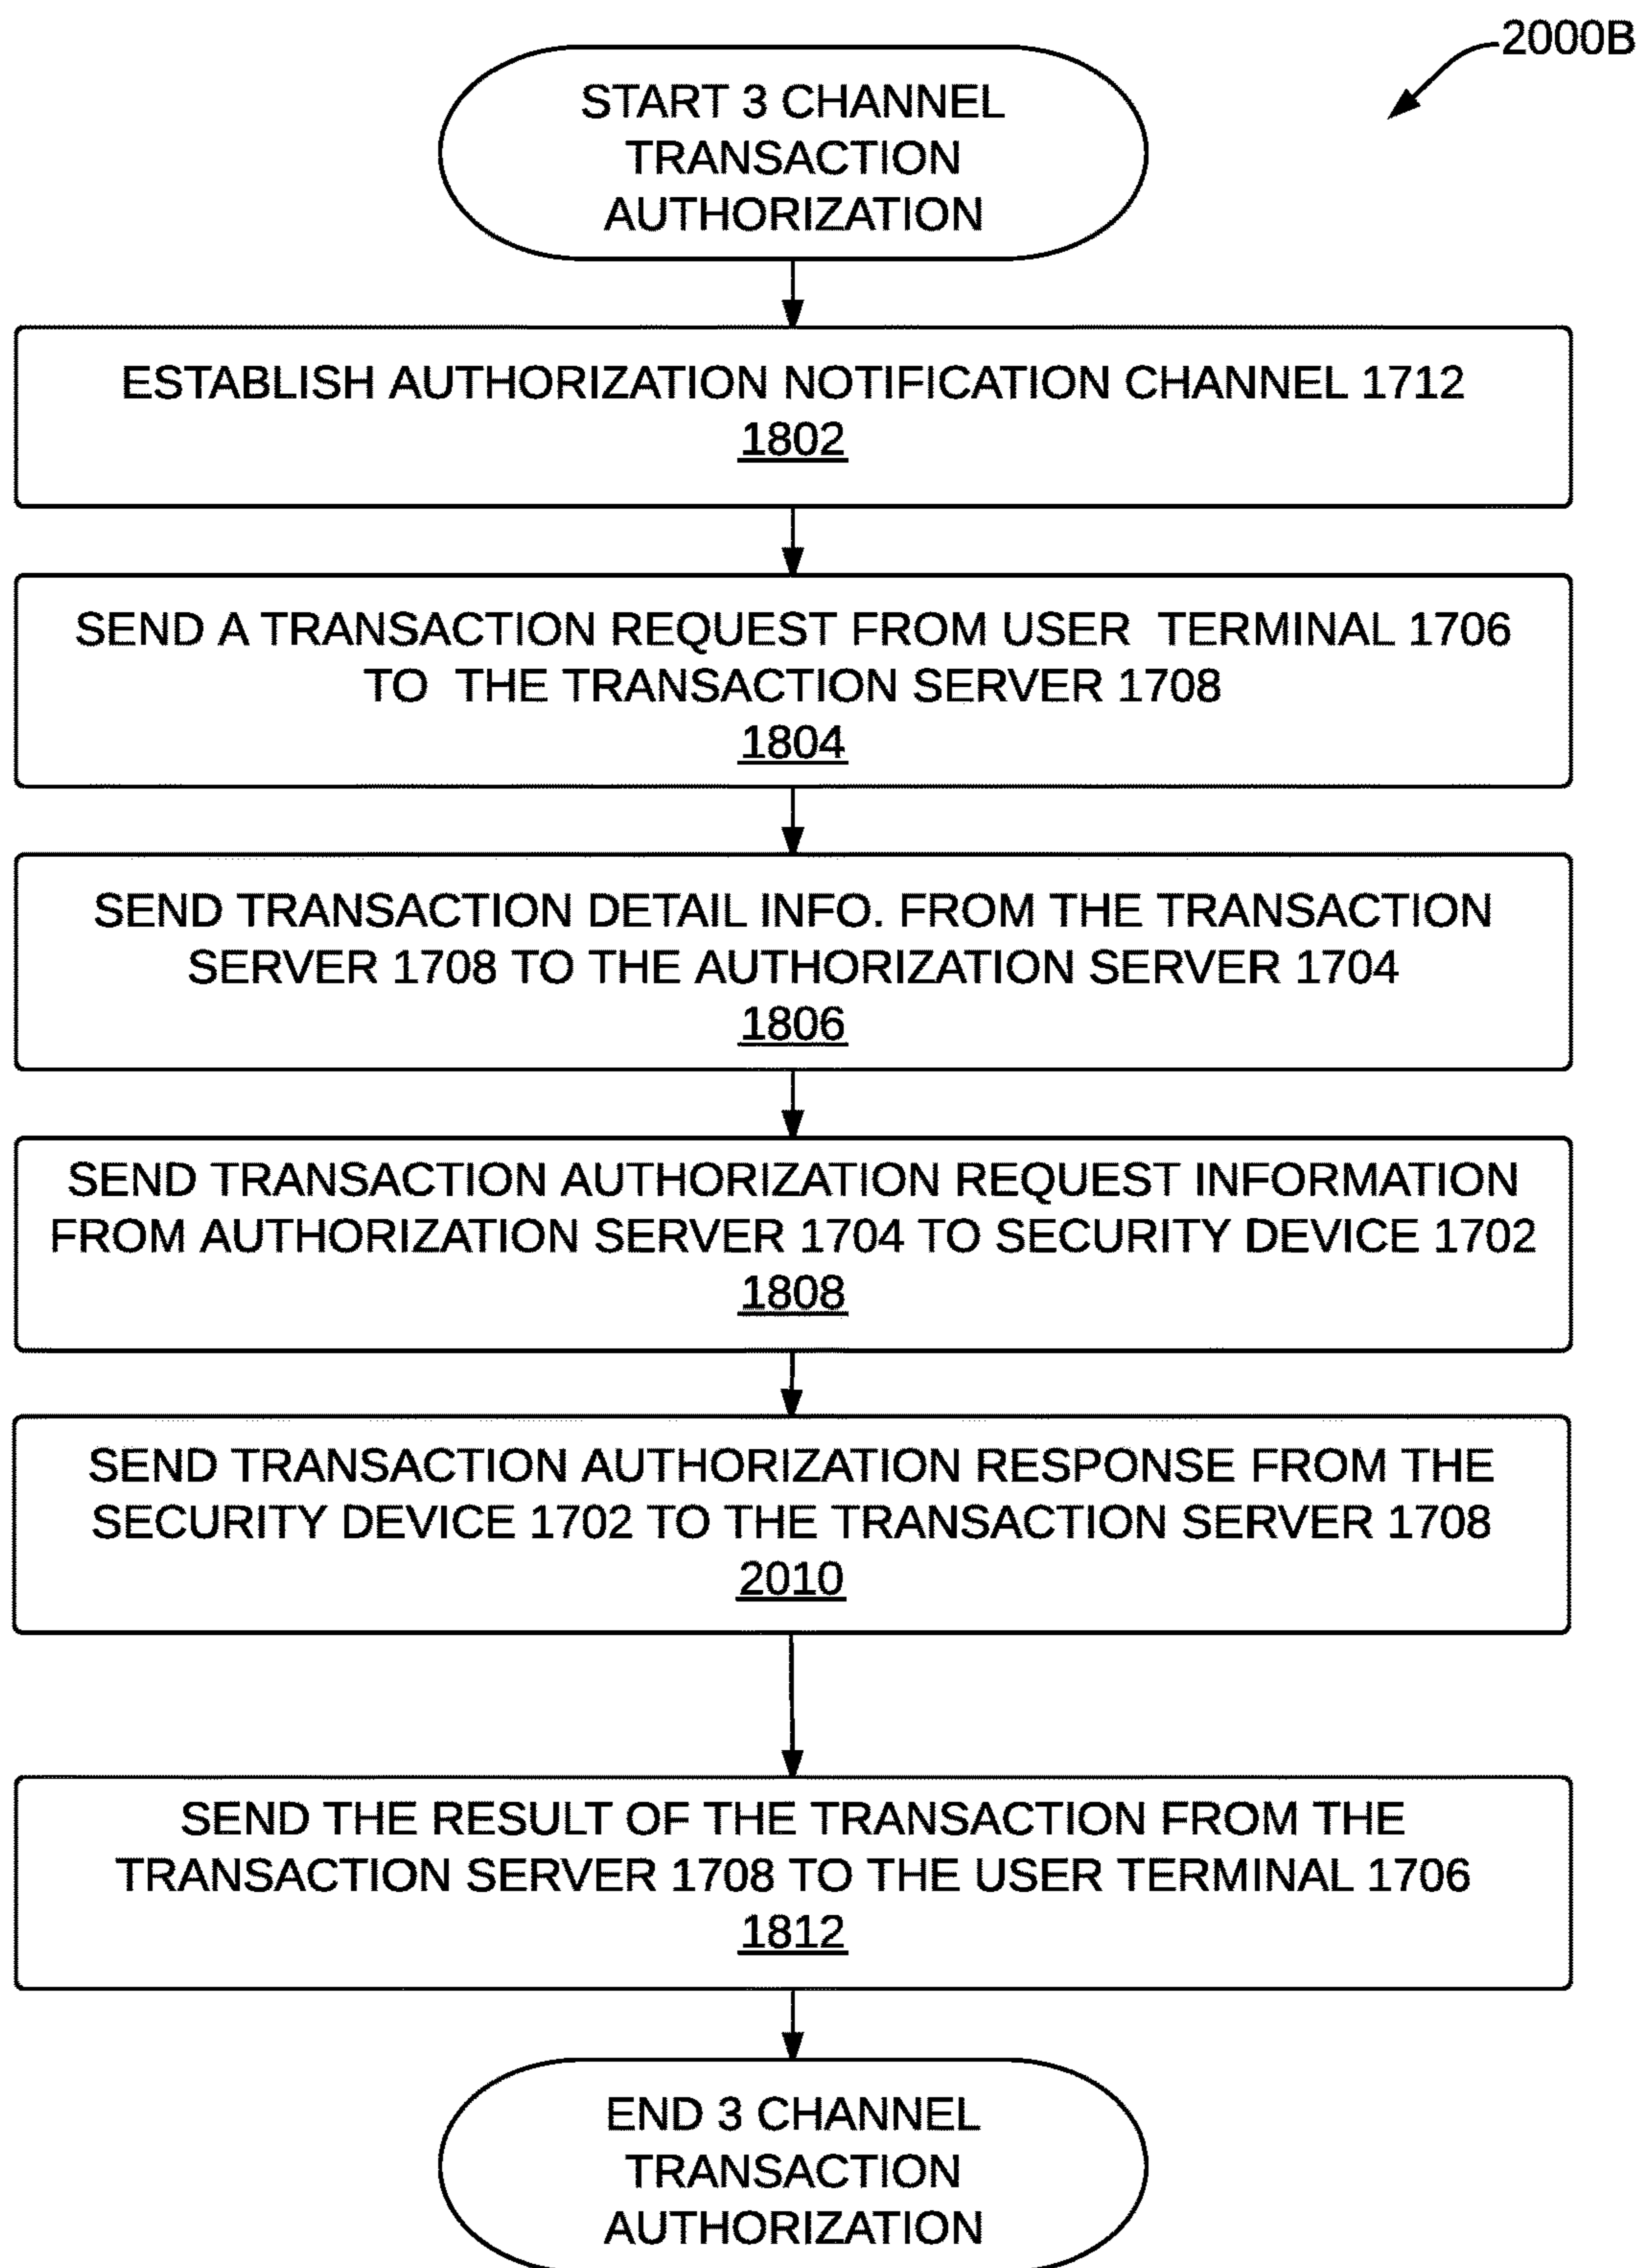 2000B
START 3 CHANNEL
TRANSACTION
AUTHORIZATION
ESTABLISH AUTHORIZATION NOTIFICATION CHANNEL 1712
1802
SEND A TRANSACTION REQUEST FROM USER TERMINAL 1706
TO THE TRANSACTION SERVER 1708
1804
SEND TRANSACTION DETAIL INFO. FROM THE TRANSACTION
SERVER 1708 TO THE AUTHORIZATION SERVER 1704
1806
SEND TRANSACTION AUTHORIZATION REQUEST INFORMATION
FROM AUTHORIZATION SERVER 1704 TO SECURITY DEVICE 1702
1808
SEND TRANSACTION AUTHORIZATION RESPONSE FROM THE
SECURITY DEVICE 1702 TO THE TRANSACTION SERVER 1708
2010
SEND THE RESULT OF THE TRANSACTION FROM THE
TRANSACTION SERVER 1708 TO THE USER TERMINAL 1706
1812
END 3 CHANNEL
TRANSACTION
AUTHORIZATION